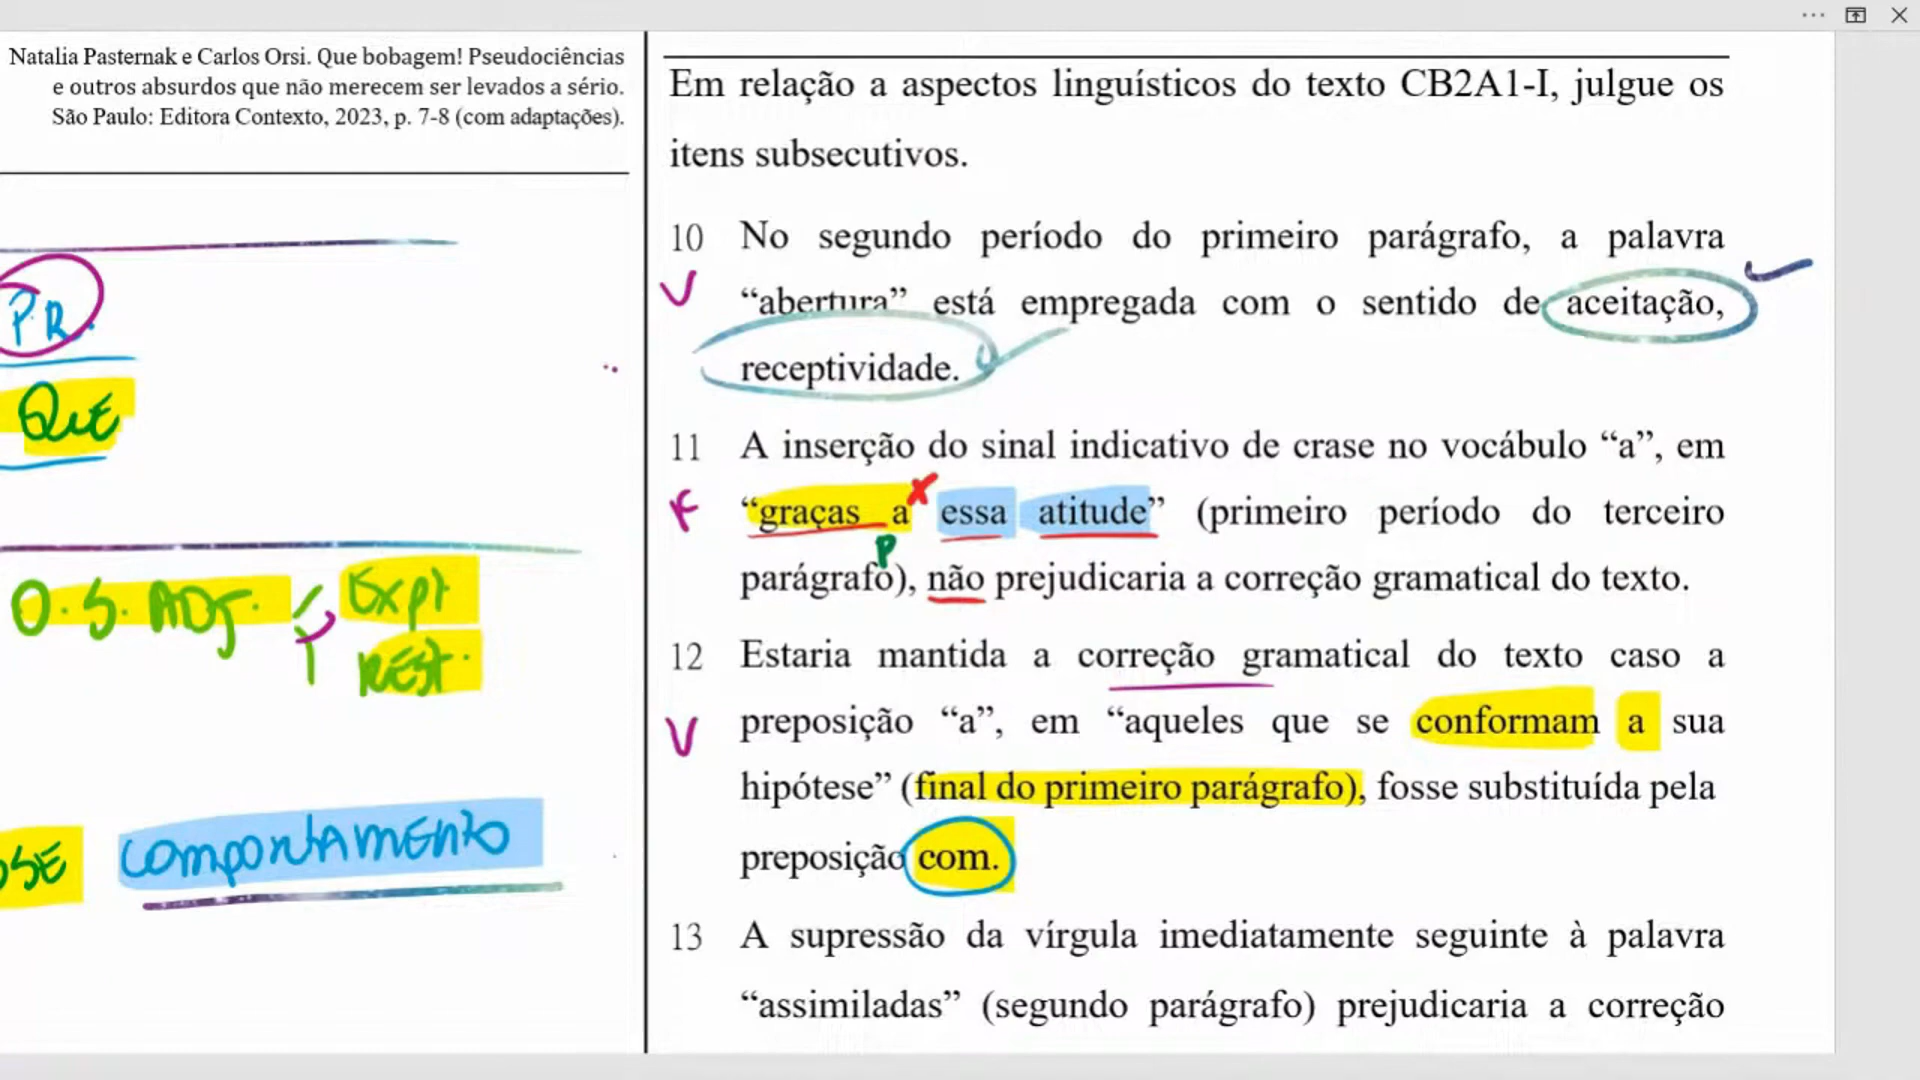 Natalia Pasternak e Carlos Orsi. Que bobagem! Pseudociências
e outros absurdos que não merecem ser levados a sério.
São Paulo: Editora Contexto, 2023, p. 7-8 (com adaptações).
P.R.
QUE
O.S. ADJ.
Expl
REST.
OSE
COMPORTAMENTO
Em relação a aspectos linguísticos do texto CB2A1-I, julgue os
itens subsecutivos.
10 No segundo período do primeiro parágrafo, a palavra
V “abertura” está empregada com o sentido de aceitação,
receptividade.
11 A inserção do sinal indicativo de crase no vocábulo “a”, em
F “graças a essa atitude” (primeiro período do terceiro
P
parágrafo), não prejudicaria a correção gramatical do texto.
12 Estaria mantida a correção gramatical do texto caso a
V preposição “a”, em “aqueles que se conformam a sua
hipótese” (final do primeiro parágrafo), fosse substituída pela
preposição com.
13 A supressão da vírgula imediatamente seguinte à palavra
“assimiladas” (segundo parágrafo) prejudicaria a correção